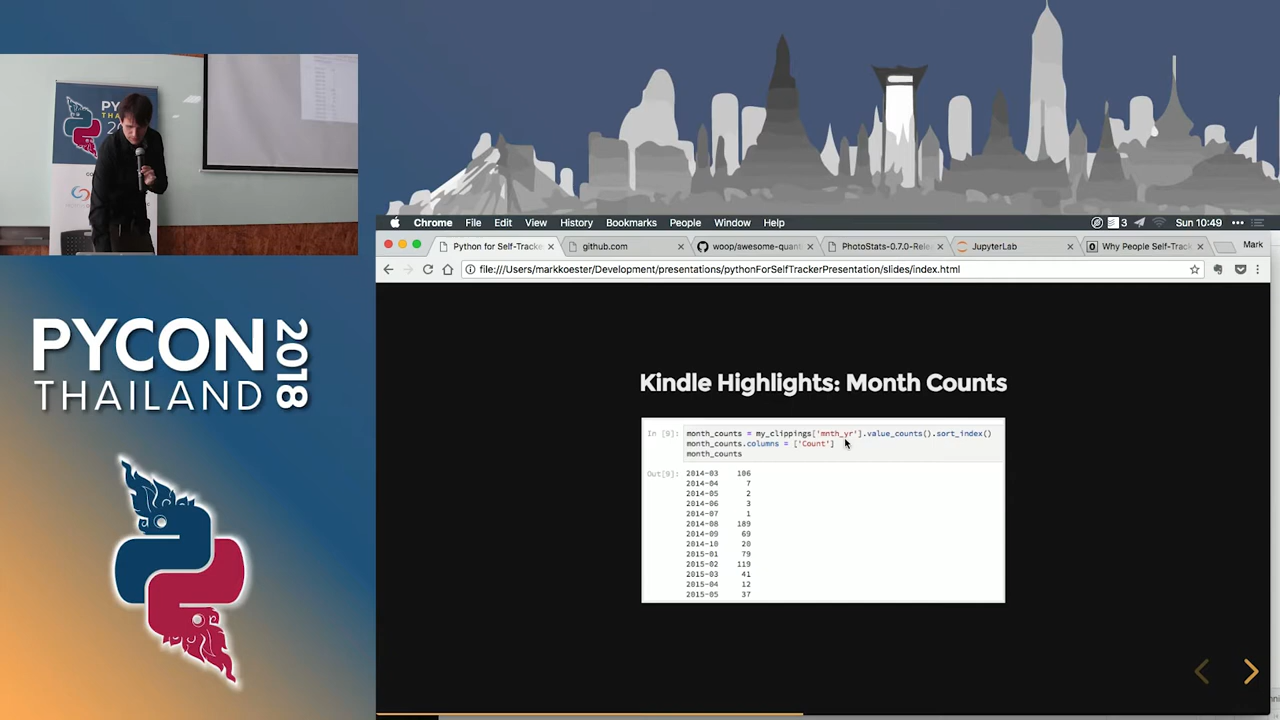 PY
THA
20
PYCON
THAILAND
2018
Chrome File Edit View History Bookmarks People Window Help
3
Sun 10:49
Python for Self-Tracke
github.com
woop/awesome-quant
PhotoStats-0.7.0-Rele
JupyterLab
Why People Self-Track
Mark
file:///Users/markkoester/Development/presentations/pythonForSelfTrackerPresentation/slides/index.html
Kindle Highlights: Month Counts
In [9]: month_counts = my_clippings['mnth_yr'].value_counts().sort_index()
month_counts.columns = ['Count']
month_counts
Out[9]: 2014-03 106
2014-04 7
2014-05 2
2014-06 3
2014-07 1
2014-08 189
2014-09 69
2014-10 20
2015-01 79
2015-02 119
2015-03 41
2015-04 12
2015-05 37